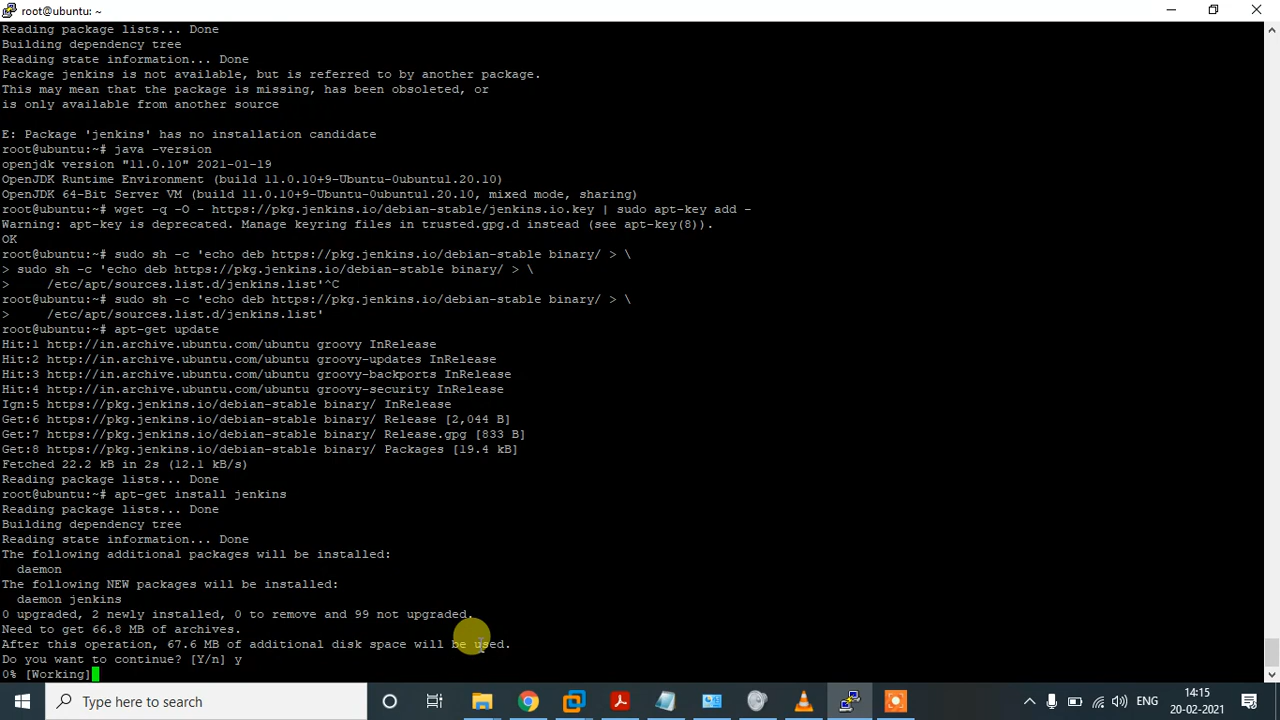 root@ubuntu: ~
Reading package lists... Done
Building dependency tree
Reading state information... Done
Package jenkins is not available, but is referred to by another package.
This may mean that the package is missing, has been obsoleted, or
is only available from another source
E: Package 'jenkins' has no installation candidate
root@ubuntu:~# java -version
openjdk version "11.0.10" 2021-01-19
OpenJDK Runtime Environment (build 11.0.10+9-Ubuntu-0ubuntu1.20.10)
OpenJDK 64-Bit Server VM (build 11.0.10+9-Ubuntu-0ubuntu1.20.10, mixed mode, sharing)
root@ubuntu:~# wget -q -O - https://pkg.jenkins.io/debian-stable/jenkins.io.key | sudo apt-key add -
Warning: apt-key is deprecated. Manage keyring files in trusted.gpg.d instead (see apt-key(8)).
OK
root@ubuntu:~# sudo sh -c 'echo deb https://pkg.jenkins.io/debian-stable binary/ > \
> sudo sh -c 'echo deb https://pkg.jenkins.io/debian-stable binary/ > \
>     /etc/apt/sources.list.d/jenkins.list'^C
root@ubuntu:~# sudo sh -c 'echo deb https://pkg.jenkins.io/debian-stable binary/ > \
>     /etc/apt/sources.list.d/jenkins.list'
root@ubuntu:~# apt-get update
Hit:1 http://in.archive.ubuntu.com/ubuntu groovy InRelease
Hit:2 http://in.archive.ubuntu.com/ubuntu groovy-updates InRelease
Hit:3 http://in.archive.ubuntu.com/ubuntu groovy-backports InRelease
Hit:4 http://in.archive.ubuntu.com/ubuntu groovy-security InRelease
Ign:5 https://pkg.jenkins.io/debian-stable binary/ InRelease
Get:6 https://pkg.jenkins.io/debian-stable binary/ Release [2,044 B]
Get:7 https://pkg.jenkins.io/debian-stable binary/ Release.gpg [833 B]
Get:8 https://pkg.jenkins.io/debian-stable binary/ Packages [19.4 kB]
Fetched 22.2 kB in 2s (12.1 kB/s)
Reading package lists... Done
root@ubuntu:~# apt-get install jenkins
Reading package lists... Done
Building dependency tree
Reading state information... Done
The following additional packages will be installed:
  daemon
The following NEW packages will be installed:
  daemon jenkins
0 upgraded, 2 newly installed, 0 to remove and 99 not upgraded.
Need to get 66.8 MB of archives.
After this operation, 67.6 MB of additional disk space will be used.
Do you want to continue? [Y/n] y
0% [Working]
Type here to search
ENG
14:15
20-02-2021